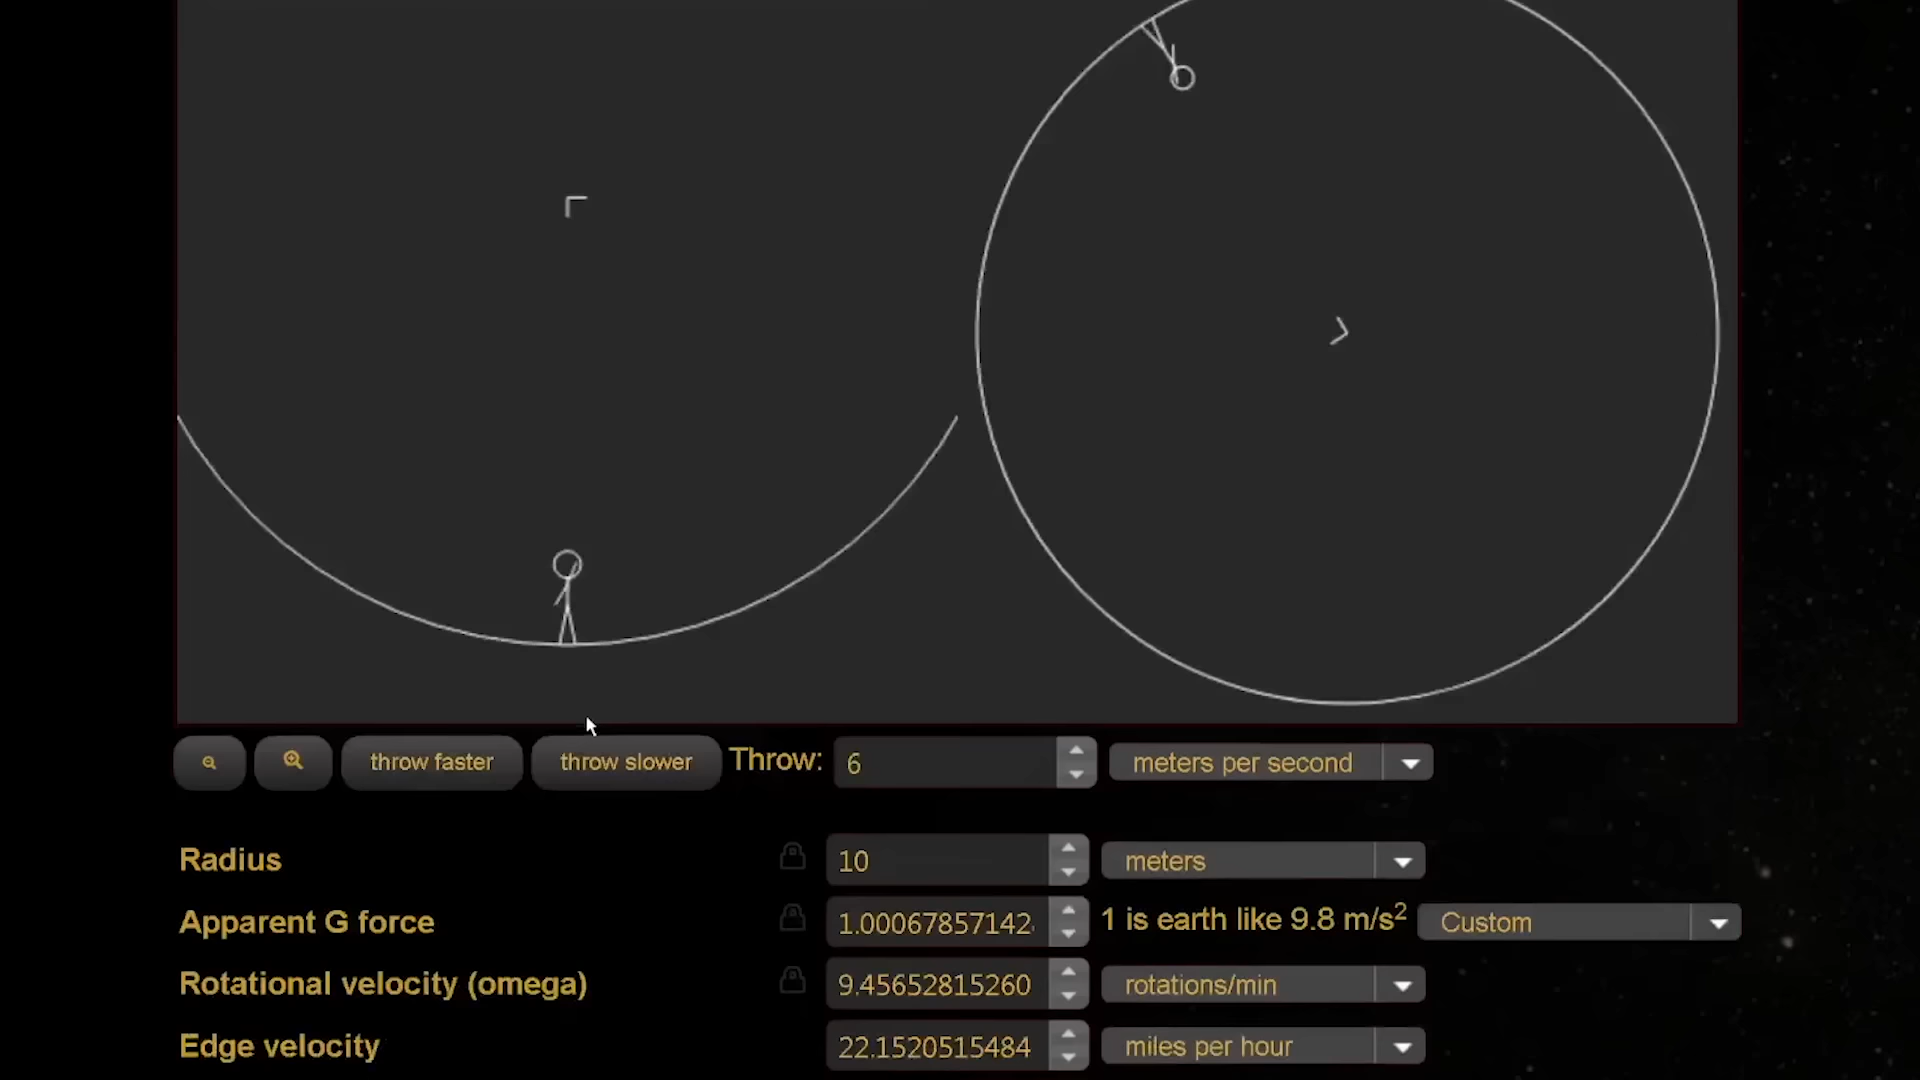 throw faster throw slower Throw: 6 meters per second
Radius 10 meters
Apparent G force 1.00067857142 1 is earth like 9.8 m/s² Custom
Rotational velocity (omega) 9.45652815260 rotations/min
Edge velocity 22.1520515484 miles per hour